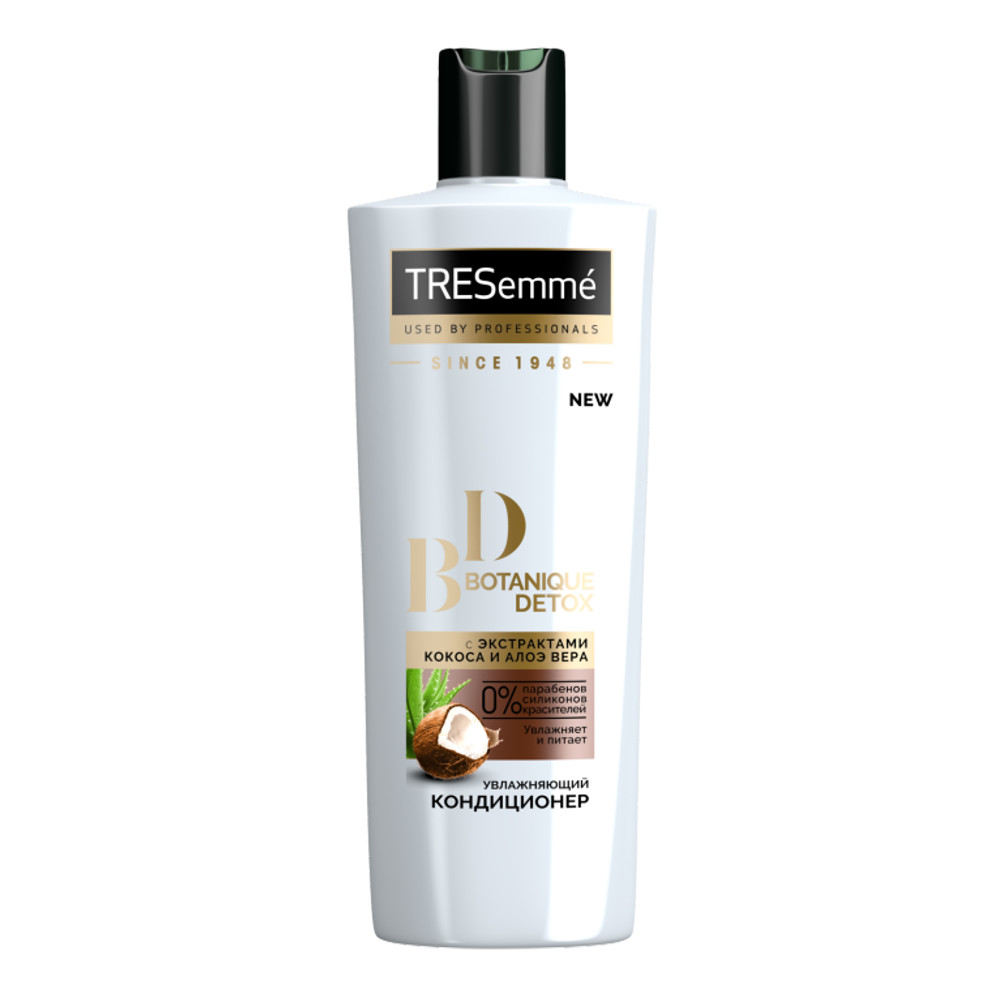 TRESemmé
USED BY PROFESSIONALS
SINCE 1948
NEW
BD
BOTANIQUE
DETOX
с ЭКСТРАКТАМИ
КОКОСА И АЛОЭ ВЕРА
0% парабенов
силиконов
красителей
Увлажняет
и питает
УВЛАЖНЯЮЩИЙ
КОНДИЦИОНЕР